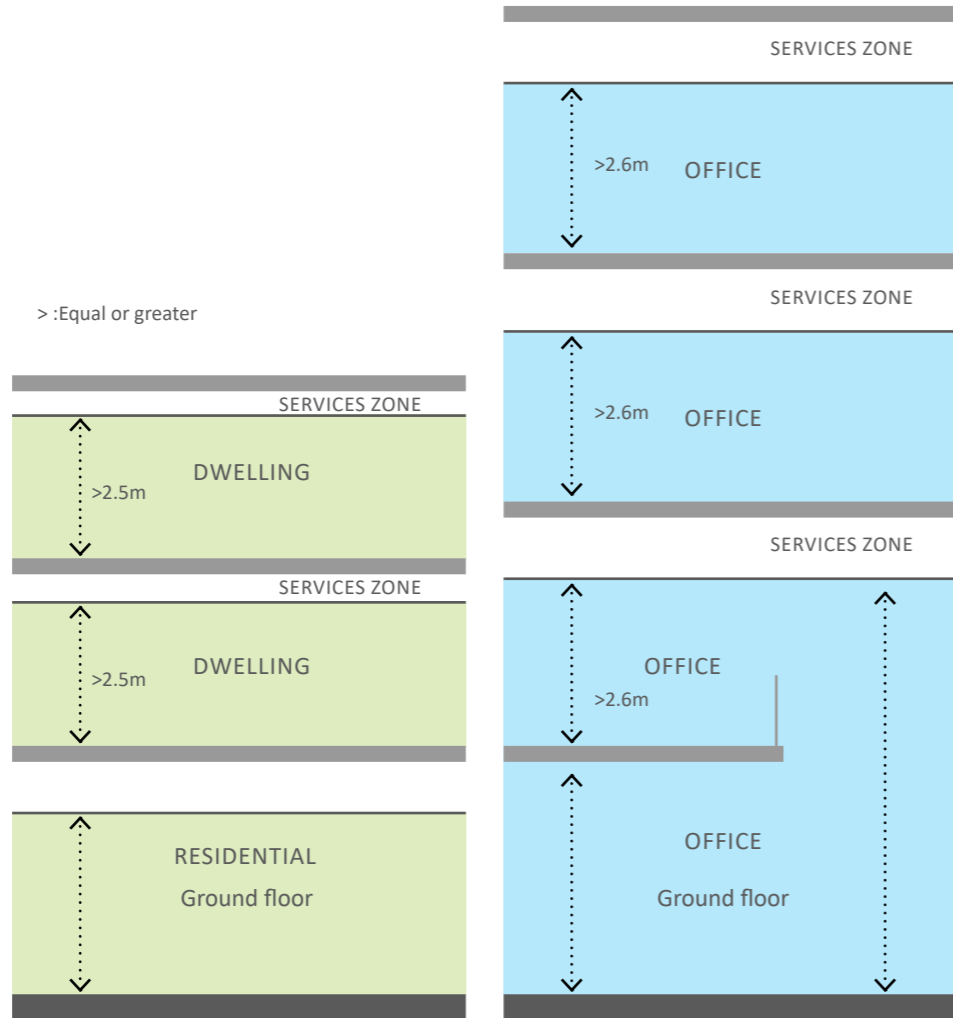 > :Equal or greater
SERVICES ZONE
DWELLING
>2.5m
SERVICES ZONE
DWELLING
>2.5m
RESIDENTIAL
Ground floor
SERVICES ZONE
>2.6m OFFICE
SERVICES ZONE
>2.6m OFFICE
SERVICES ZONE
OFFICE
>2.6m
OFFICE
Ground floor